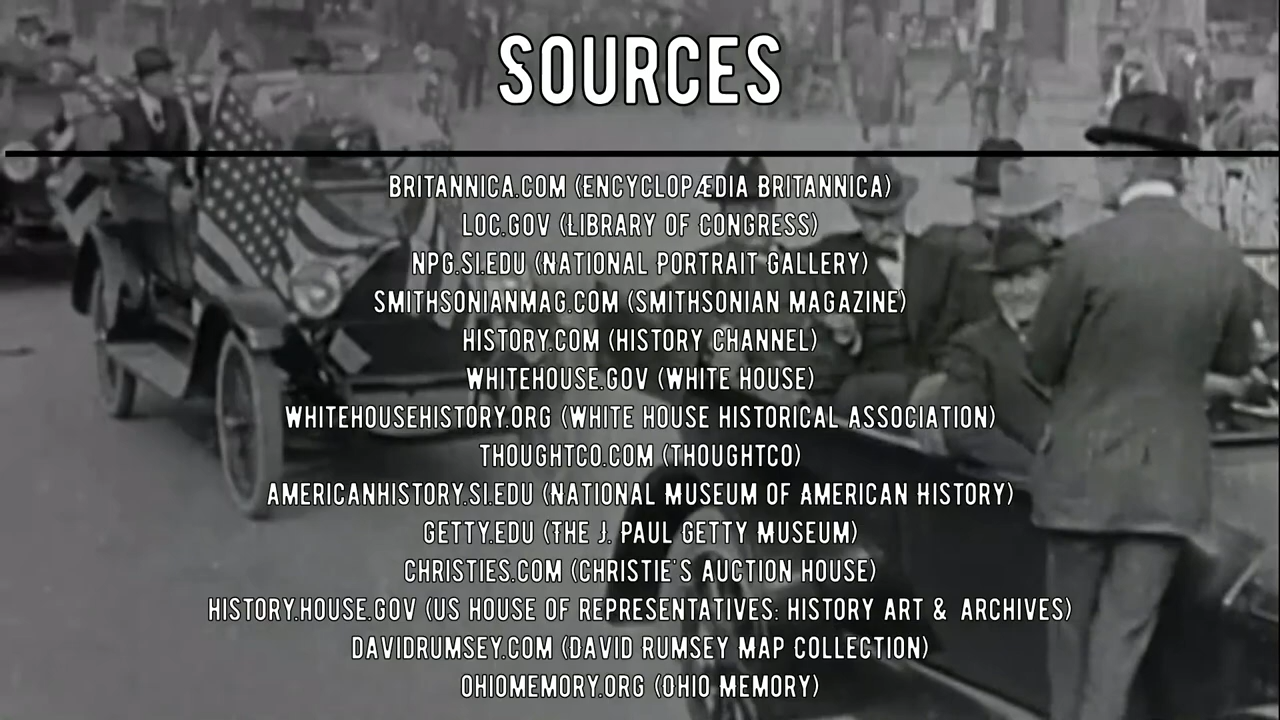 SOURCES
BRITANNICA.COM (ENCYCLOPÆDIA BRITANNICA)
LOC.GOV (LIBRARY OF CONGRESS)
NPG.SI.EDU (NATIONAL PORTRAIT GALLERY)
SMITHSONIANMAG.COM (SMITHSONIAN MAGAZINE)
HISTORY.COM (HISTORY CHANNEL)
WHITEHOUSE.GOV (WHITE HOUSE)
WHITEHOUSEHISTORY.ORG (WHITE HOUSE HISTORICAL ASSOCIATION)
THOUGHTCO.COM (THOUGHTCO)
AMERICANHISTORY.SI.EDU (NATIONAL MUSEUM OF AMERICAN HISTORY)
GETTY.EDU (THE J. PAUL GETTY MUSEUM)
CHRISTIES.COM (CHRISTIE'S AUCTION HOUSE)
HISTORY.HOUSE.GOV (US HOUSE OF REPRESENTATIVES: HISTORY ART & ARCHIVES)
DAVIDRUMSEY.COM (DAVID RUMSEY MAP COLLECTION)
OHIOMEMORY.ORG (OHIO MEMORY)